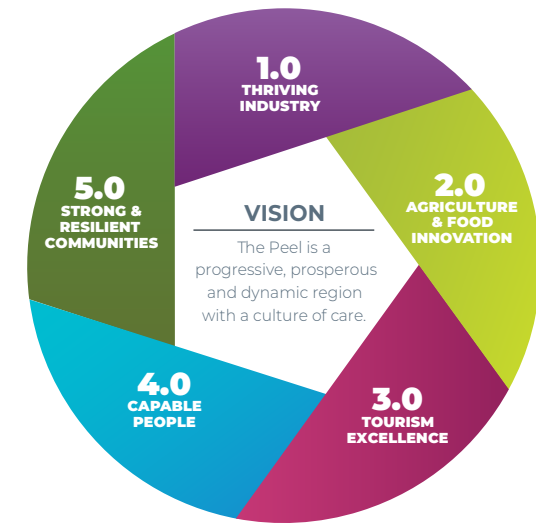 1.0
THRIVING
INDUSTRY
2.0
AGRICULTURE
& FOOD
INNOVATION
3.0
TOURISM
EXCELLENCE
4.0
CAPABLE
PEOPLE
5.0
STRONG &
RESILIENT
COMMUNITIES
VISION
The Peel is a
progressive, prosperous
and dynamic region
with a culture of care.